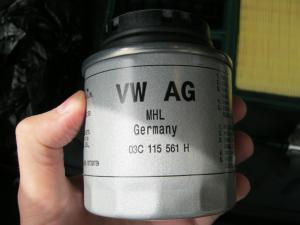 VW AG
MHL
Germany
03C 115 561 H